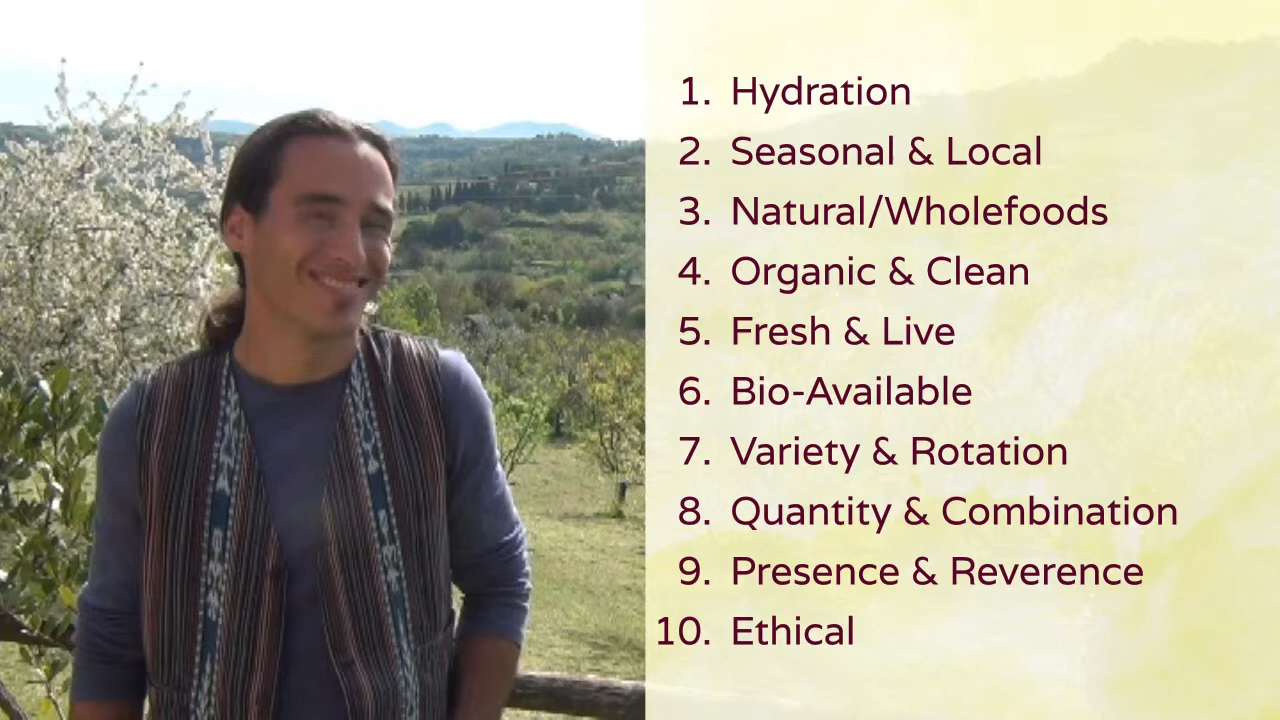 1. Hydration
2. Seasonal & Local
3. Natural/Wholefoods
4. Organic & Clean
5. Fresh & Live
6. Bio-Available
7. Variety & Rotation
8. Quantity & Combination
9. Presence & Reverence
10. Ethical